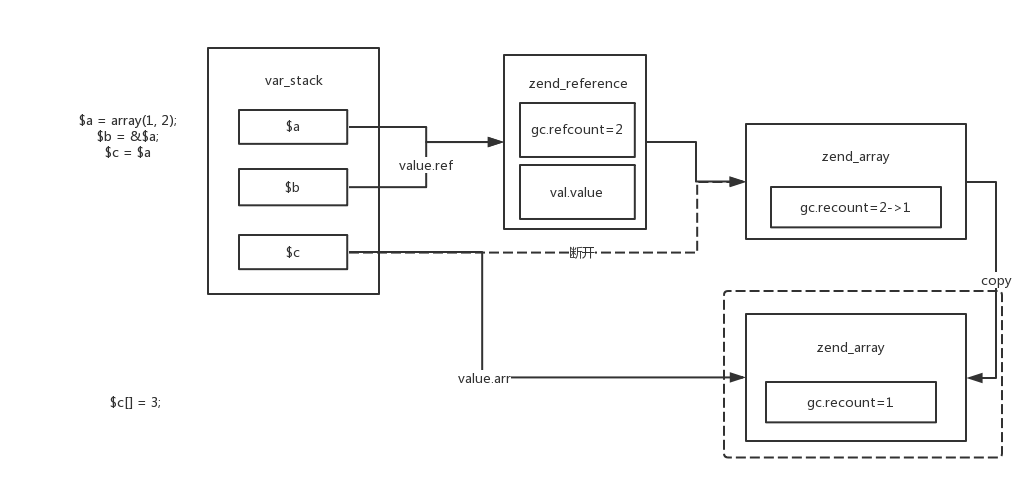 $a = array(1, 2);
$b = &$a;
$c = $a
var_stack
$a
$b
$c
value.ref
zend_reference
gc.refcount=2
val.value
断开
zend_array
gc.recount=2->1
copy
$c[] = 3;
value.arr
zend_array
gc.recount=1